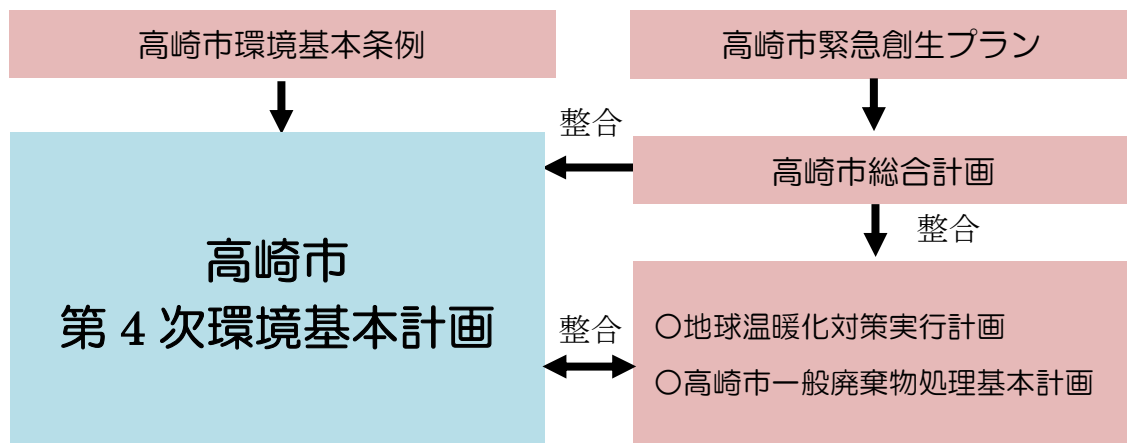 高崎市環境基本条例
高崎市緊急創生プラン
整合
高崎市総合計画
整合
高崎市
第4次環境基本計画
整合
○地球温暖化対策実行計画
○高崎市一般廃棄物処理基本計画